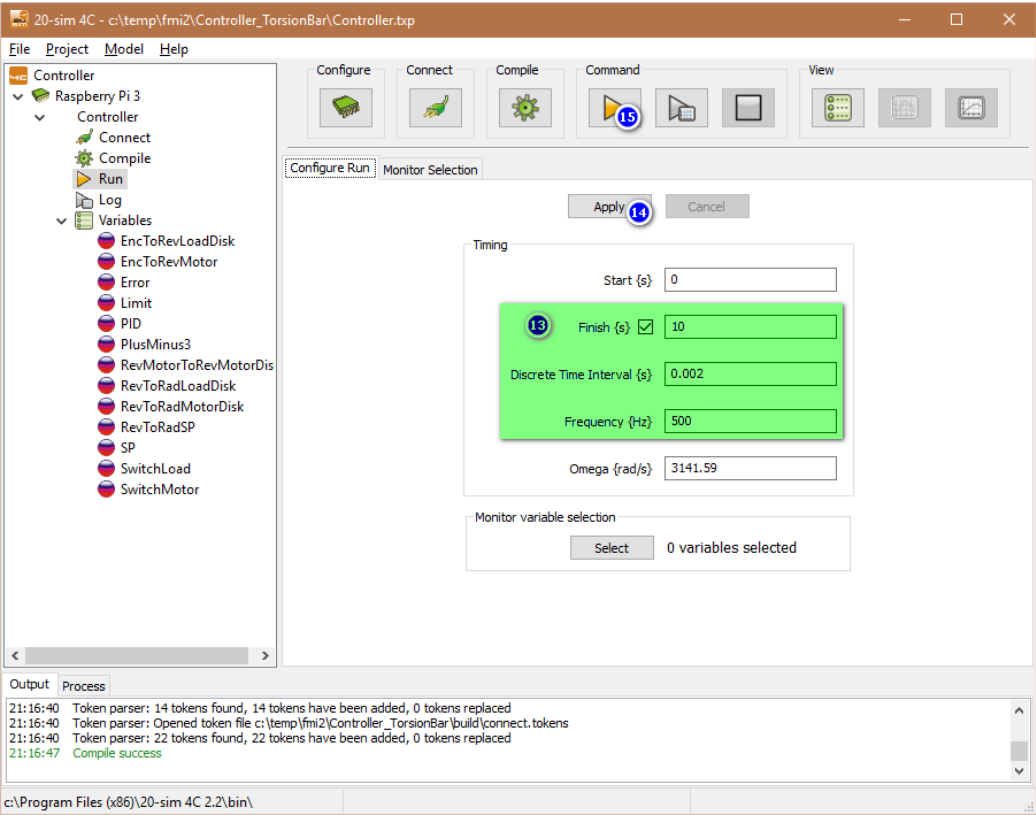 20-sim 4C - c:\temp\fmi2\Controller_TorsionBar\Controller.txp
File Project Model Help
Controller
Raspberry Pi 3
Controller
Connect
Compile
Run
Log
Variables
EncToRevLoadDisk
EncToRevMotor
Error
Limit
PID
PlusMinus3
RevMotorToRevMotorDis
RevToRadLoadDisk
RevToRadMotorDisk
RevToRadSP
SP
SwitchLoad
SwitchMotor
Configure Connect Compile Command View
15
Configure Run Monitor Selection
Apply 14 Cancel
Timing
Start {s} 0
13 Finish {s} 10
Discrete Time Interval {s} 0.002
Frequency {Hz} 500
Omega {rad/s} 3141.59
Monitor variable selection
Select 0 variables selected
Output Process
21:16:40 Token parser: 14 tokens found, 14 tokens have been added, 0 tokens replaced
21:16:40 Token parser: Opened token file c:\temp\fmi2\Controller_TorsionBar\build\connect.tokens
21:16:40 Token parser: 22 tokens found, 22 tokens have been added, 0 tokens replaced
21:16:47 Compile success
c:\Program Files (x86)\20-sim 4C 2.2\bin\